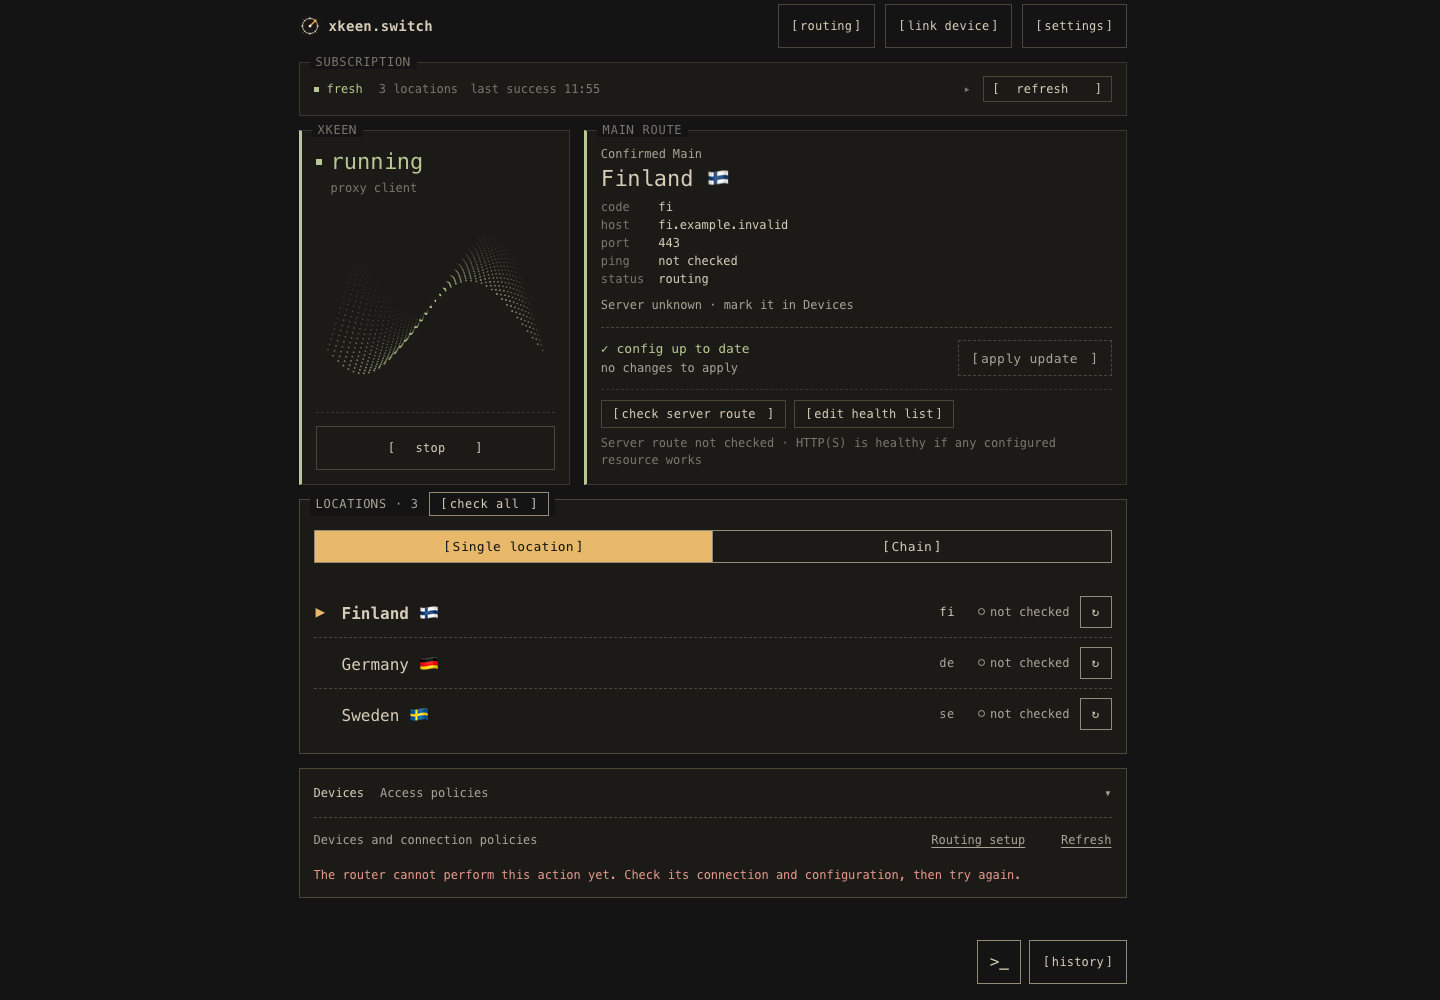 xkeen.switch [routing] [link device] [settings]
SUBSCRIPTION
fresh 3 locations last success 11:55 ▸ [ refresh ]
XKEEN
running
proxy client
[ stop ]
MAIN ROUTE
Confirmed Main
Finland 🇫🇮
code fi
host fi.example.invalid
port 443
ping not checked
status routing
Server unknown · mark it in Devices
✓ config up to date
no changes to apply
[apply update ]
[check server route ] [edit health list]
Server route not checked · HTTP(S) is healthy if any configured
resource works
LOCATIONS · 3 [check all ]
[Single location] [Chain]
▶ Finland 🇫🇮 fi ○ not checked ↻
Germany 🇩🇪 de ○ not checked ↻
Sweden 🇸🇪 se ○ not checked ↻
Devices Access policies ▾
Devices and connection policies Routing setup Refresh
The router cannot perform this action yet. Check its connection and configuration, then try again.
>_ [history]